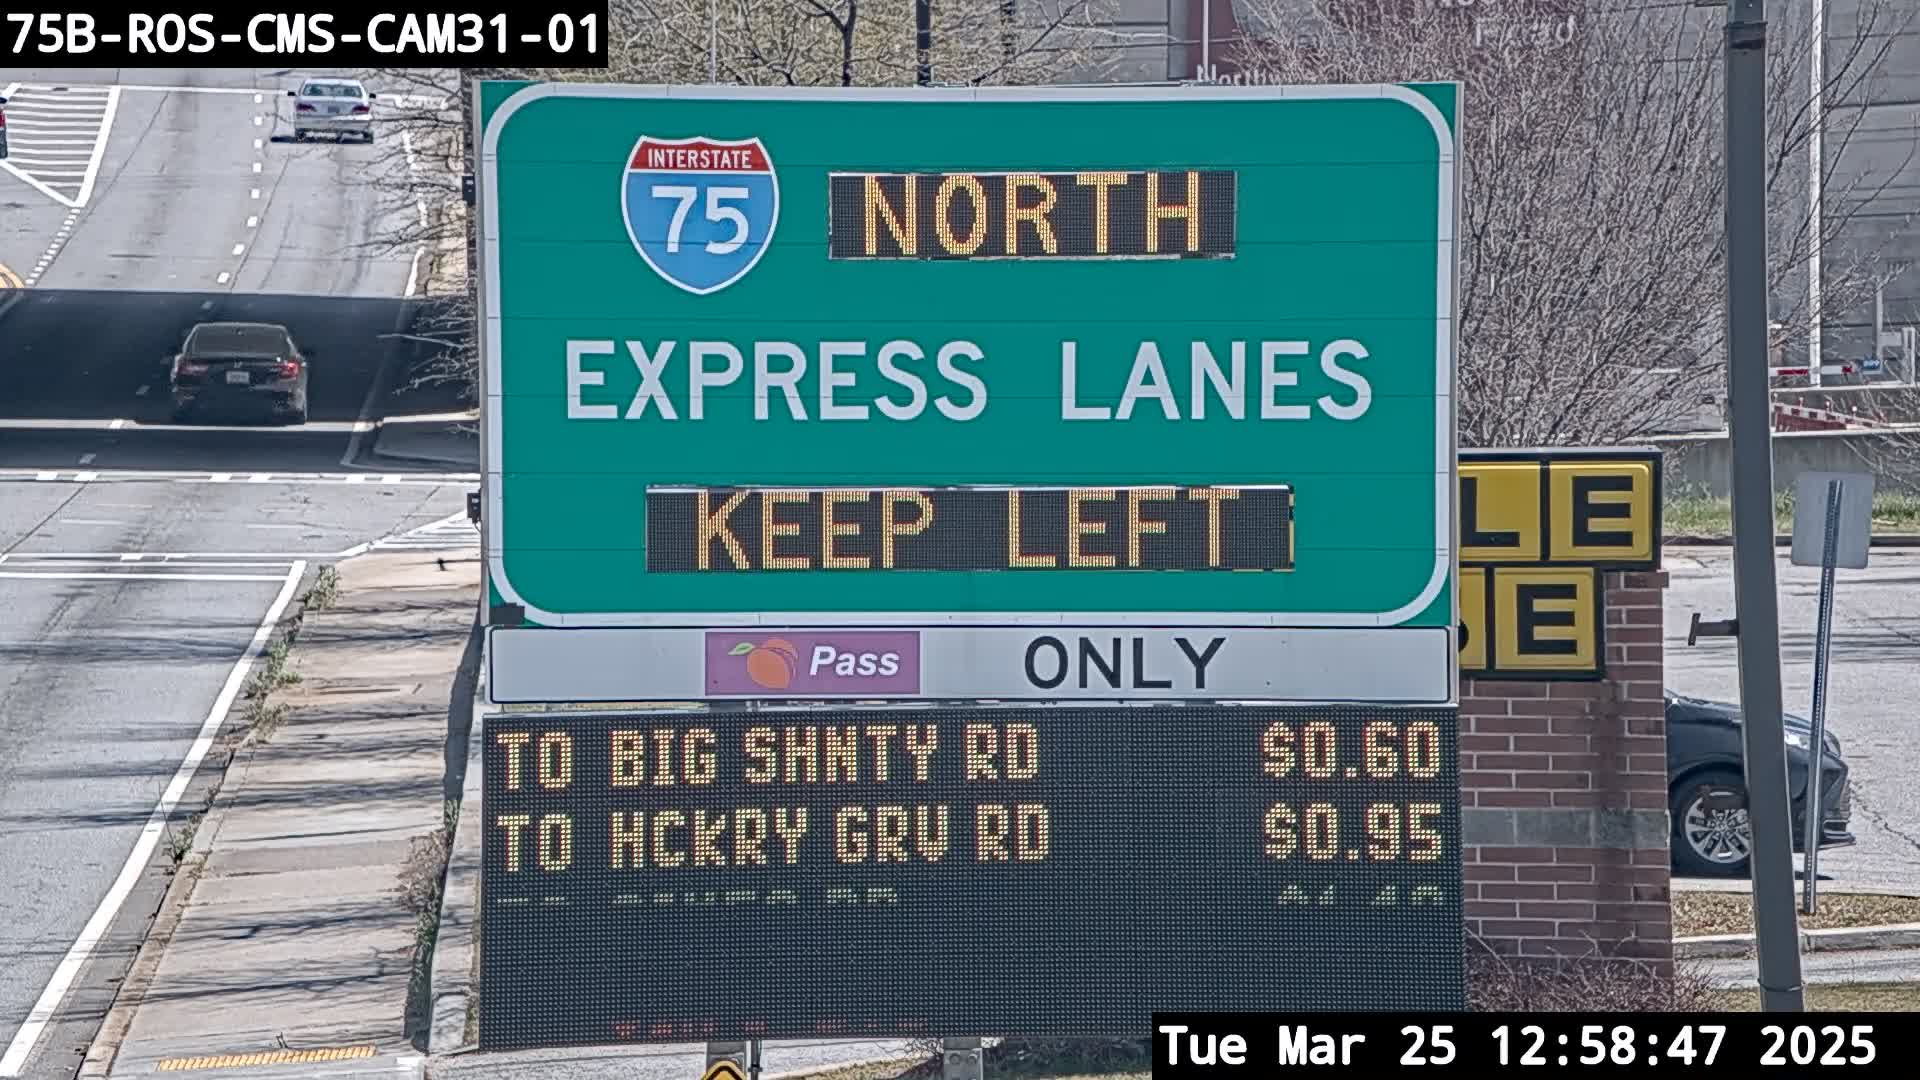 75B-ROS-CMS-CAM31-01
INTERSTATE
75
NORTH
EXPRESS LANES
KEEP LEFT
Pass ONLY
TO BIG SHNTY RD $0.60
TO HCKRY GRV RD $0.95
LE
E
Tue Mar 25 12:58:47 2025